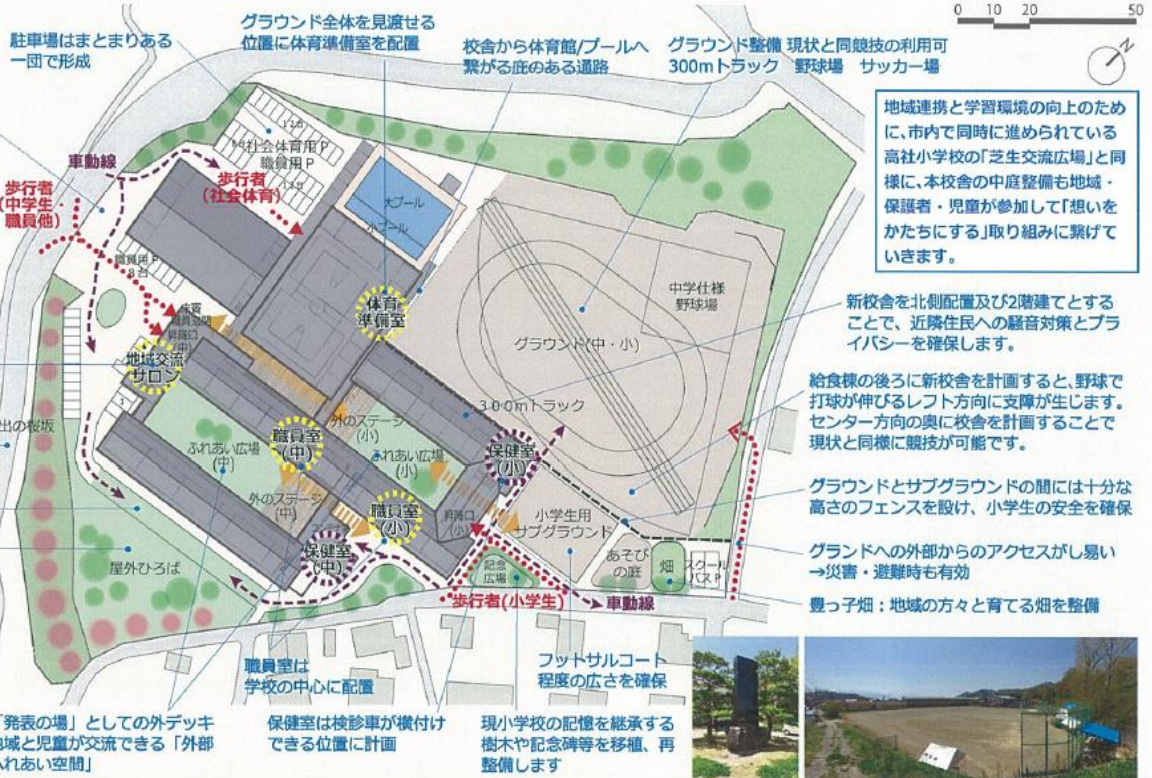 駐車場はまとまりある
一団で形成
グラウンド全体を見渡せる
位置に体育準備室を配置
校舎から体育館/プールへ
繋がる庇のある通路
グラウンド整備 現状と同競技の利用可
300mトラック 野球場 サッカー場
0 10 20 50
N
地域連携と学習環境の向上のため
に、市内で同時に進められている
高社小学校の「芝生交流広場」と同
様に、本校舎の中庭整備も地域・
保護者・児童が参加して「想いを
かたちにする」取り組みに繋げて
いきます。
車動線
歩行者
(中学生・
職員他)
社会体育用P
職員用P
歩行者
(社会体育)
大プール
小プール
職員用P
8台
昇降口
(中)
地域交流
サロン
体育
準備室
中学仕様
野球場
グラウンド(中・小)
300mトラック
新校舎を北側配置及び2階建てとする
ことで、近隣住民への騒音対策とプラ
イバシーを確保します。
給食棟の後ろに新校舎を計画すると、野球で
打球が伸びるレフト方向に支障が生じます。
センター方向の奥に校舎を計画することで
現状と同様に競技が可能です。
出の桜坂
ふれあい広場
(中)
職員室
(中)
外のステージ
(小)
ふれあい広場
(小)
保健室
(小)
外のステージ
(中)
職員室
(小)
昇降口
(小)
小学生用
サブグラウンド
グラウンドとサブグラウンドの間には十分な
高さのフェンスを設け、小学生の安全を確保
屋外ひろば
保健室
(中)
記念
広場
あそび
の庭
畑
スクール
バスP
グランドへの外部からのアクセスがし易い
→災害・避難時も有効
歩行者(小学生)
車動線
豊っ子畑：地域の方々と育てる畑を整備
職員室は
学校の中心に配置
フットサルコート
程度の広さを確保
「発表の場」としての外デッキ
地域と児童が交流できる「外部
ふれあい空間」
保健室は検診車が横付け
できる位置に計画
現小学校の記憶を継承する
樹木や記念碑等を移植、再
整備します